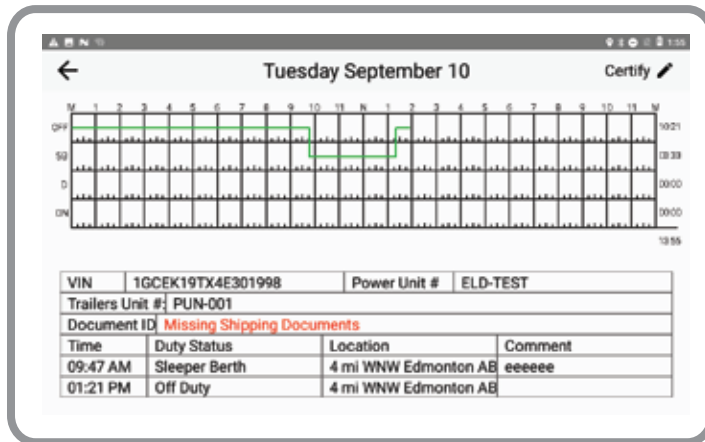 1:55
Tuesday September 10 Certify
M 1 2 3 4 5 6 7 8 9 10 11 N 1 2 3 4 5 6 7 8 9 10 11 M
OFF 10:21
SB
D 00:00
ON 00:00
13:55
VIN 1GCEK19TX4E301998 Power Unit # ELD-TEST
Trailers Unit #: PUN-001
Document ID Missing Shipping Documents
Time Duty Status Location Comment
09:47 AM Sleeper Berth 4 mi WNW Edmonton AB eeeeee
01:21 PM Off Duty 4 mi WNW Edmonton AB